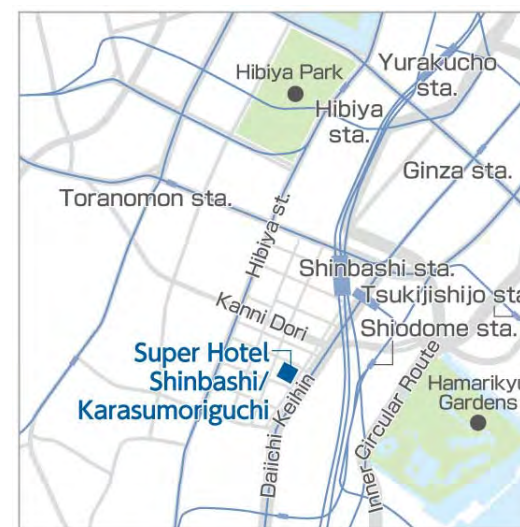 Yurakucho
sta.
Hibiya Park
Hibiya
sta.
Ginza sta.
Toranomon sta.
Hibiya st.
Shinbashi sta.
Tsukijishijo sta
Kanni Dori
Shiodome sta.
Super Hotel
Shinbashi/
Karasumoriguchi
Hamarikyu
Gardens
Daiichi Keihin
Inner Circular Route